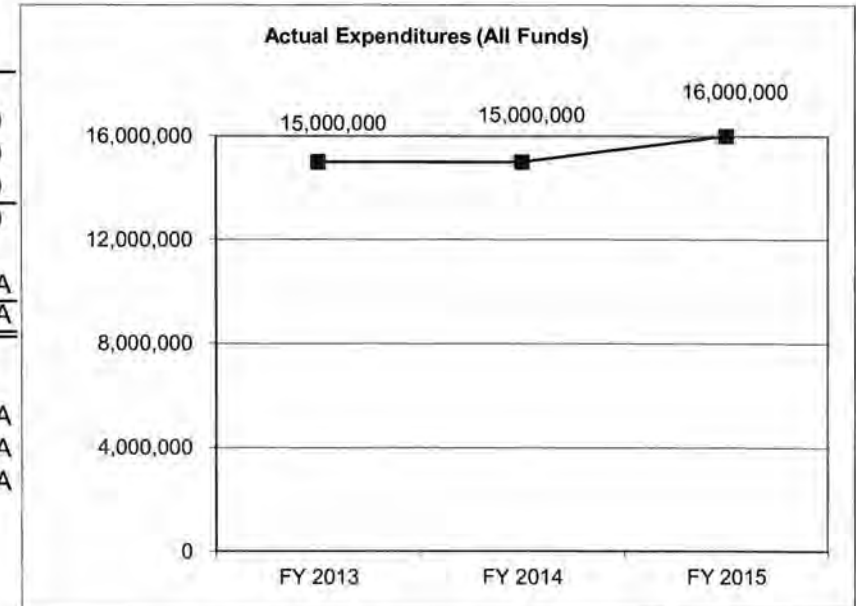 Actual Expenditures (All Funds)
15,000,000 15,000,000 16,000,000
16,000,000
12,000,000
8,000,000
4,000,000
0
FY 2013 FY 2014 FY 2015
A
A
A
A
A